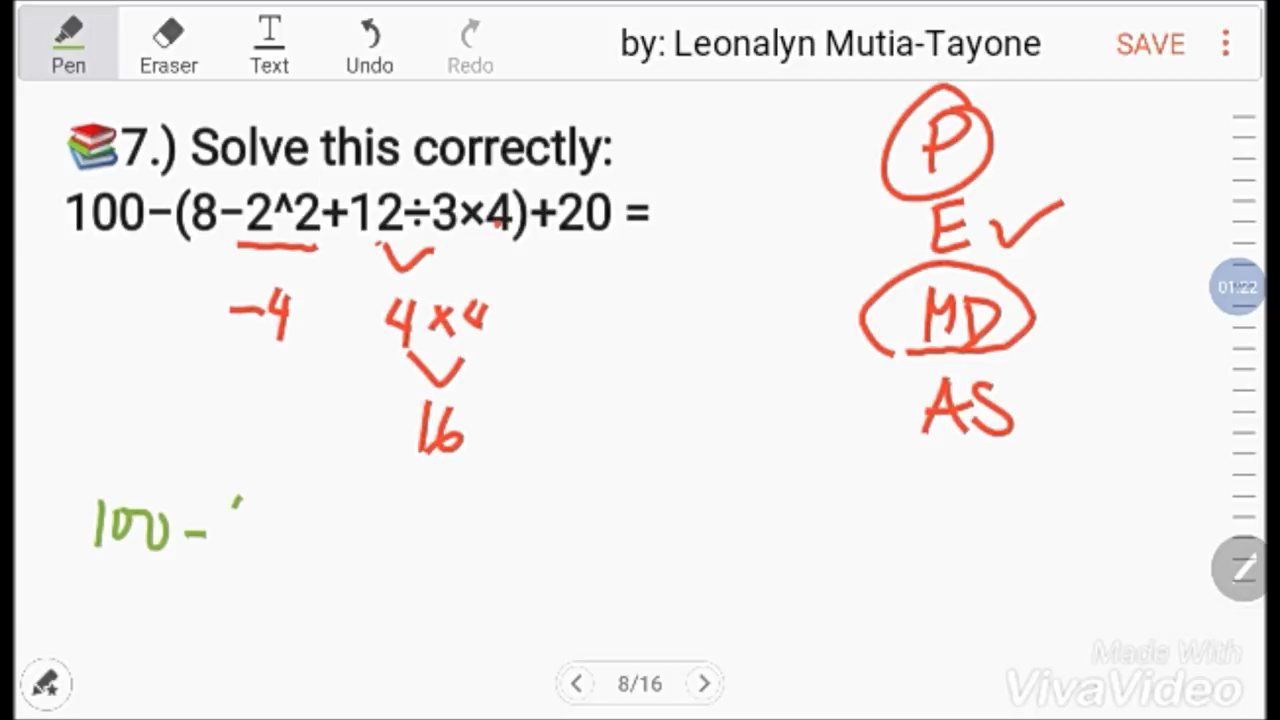 Pen Eraser Text Undo Redo by: Leonalyn Mutia-Tayone SAVE
7.) Solve this correctly:
100−(8−2^2+12÷3×4)+20 =
-4 4 × 4
16
100 -
P
E
MD
AS
01:22
8/16
Made With
VivaVideo